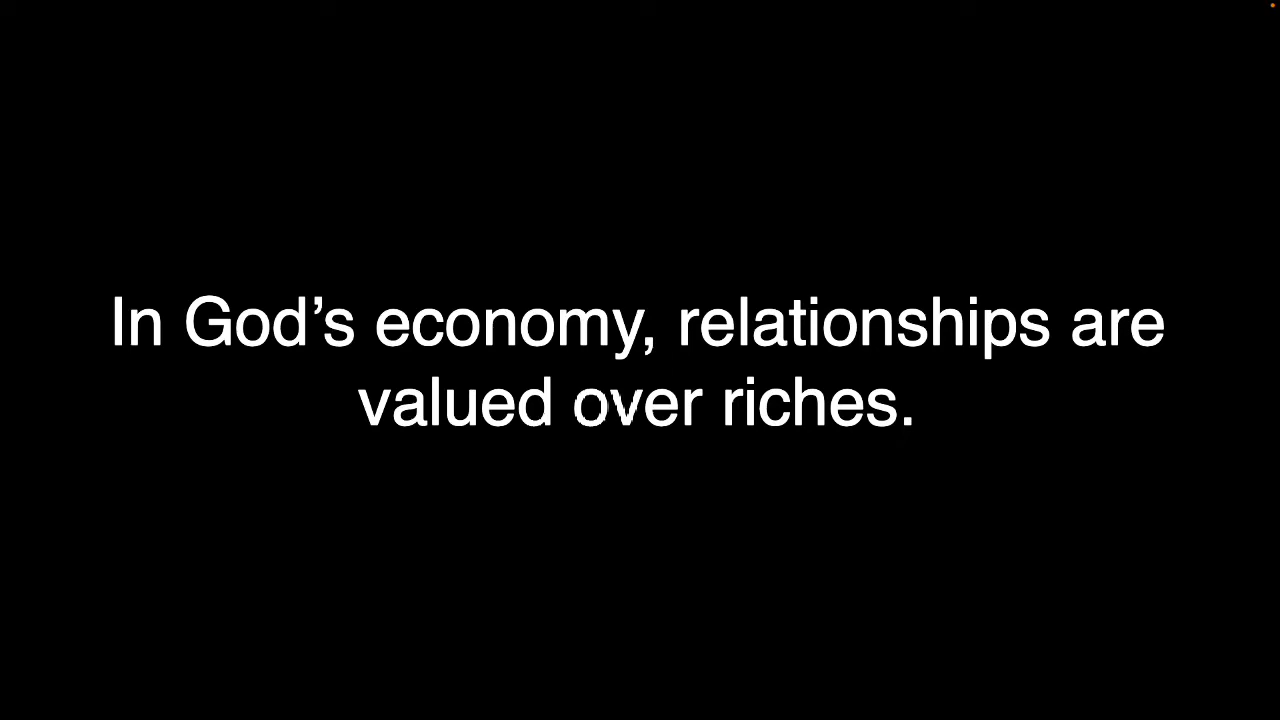 In God’s economy, relationships are
valued over riches.